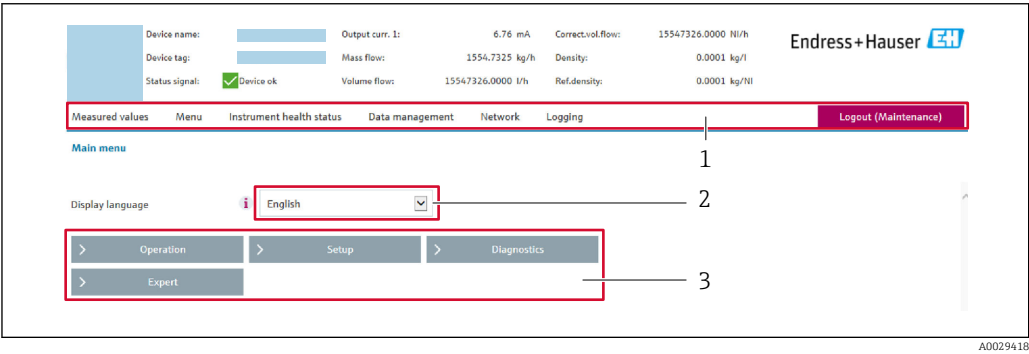 Device name: Output curr. 1: 6.76 mA Correct.vol.flow: 15547326.0000 Nl/h
Endress+Hauser EH
Device tag: Mass flow: 1554.7325 kg/h Density: 0.0001 kg/l
Status signal: Device ok Volume flow: 15547326.0000 l/h Ref.density: 0.0001 kg/Nl
Measured values Menu Instrument health status Data management Network Logging Logout (Maintenance)
1
Main menu
Display language i English 2
> Operation > Setup > Diagnostics
> Expert 3
A0029418